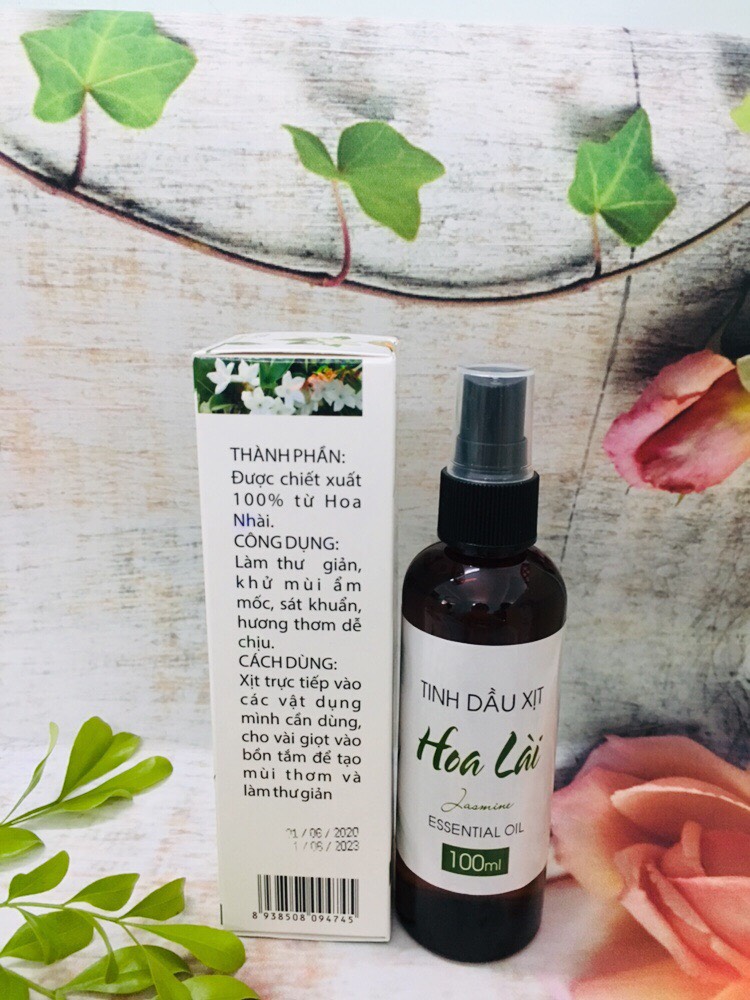 THÀNH PHẦN:
Được chiết xuất
100% từ Hoa
Nhài.
CÔNG DỤNG:
Làm thư giản,
khử mùi ẩm
mốc, sát khuẩn,
hương thơm dễ
chịu.
CÁCH DÙNG:
Xịt trực tiếp vào
các vật dụng
mình cần dùng,
cho vài giọt vào
bồn tắm để tạo
mùi thơm và
làm thư giản
01 / 06 / 2020
1 / 06 / 2023
8 938508 094745
TINH DẦU XỊT
Hoa Lài
Jasmine
ESSENTIAL OIL
100ml